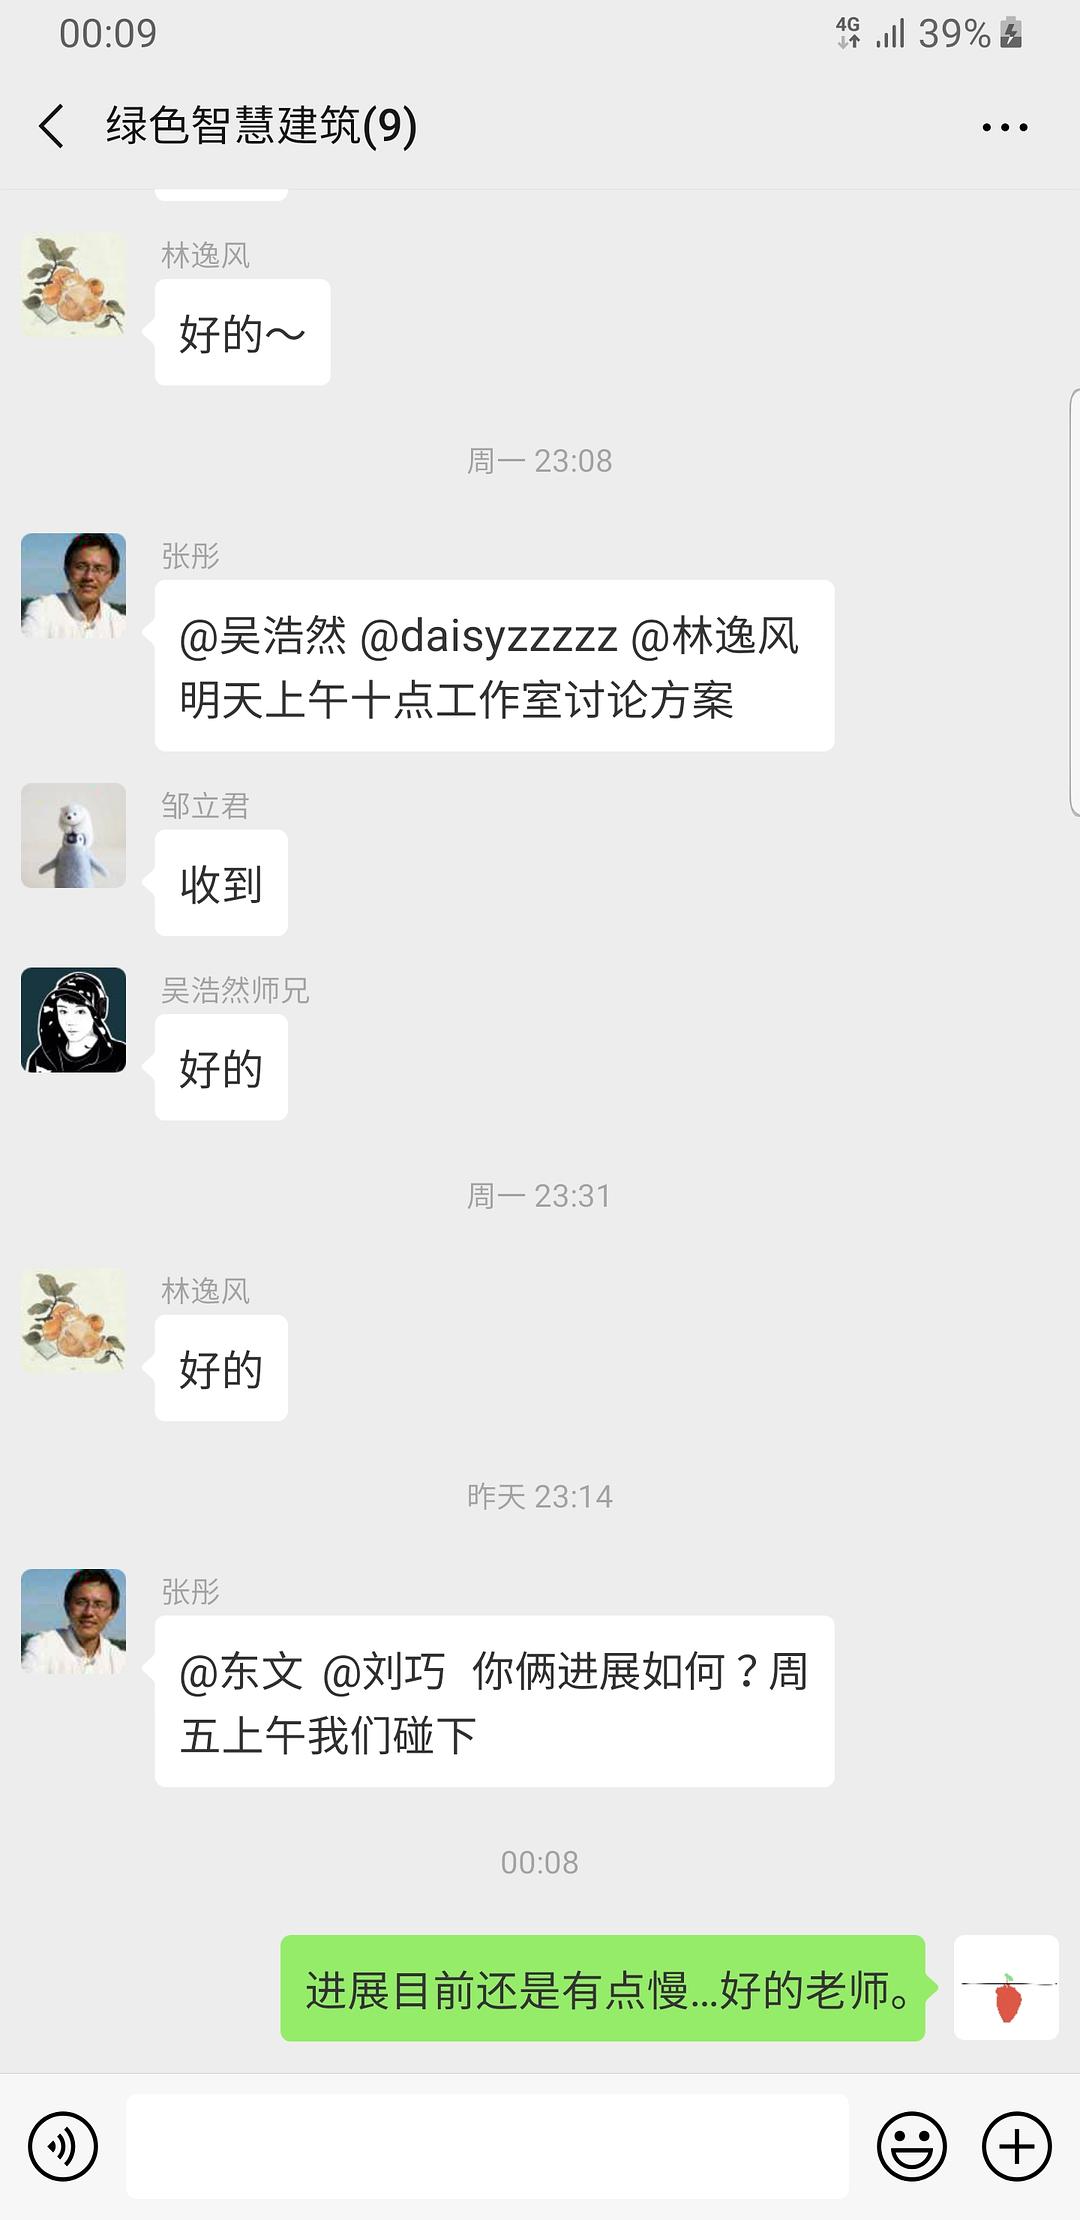 00:09
4G
39%
绿色智慧建筑(9)
林逸风
好的～
周一 23:08
张彤
@吴浩然 @daisyzzzzz @林逸风
明天上午十点工作室讨论方案
邹立君
收到
吴浩然师兄
好的
周一 23:31
林逸风
好的
昨天 23:14
张彤
@东文 @刘巧 你俩进展如何？周
五上午我们碰下
00:08
进展目前还是有点慢...好的老师。